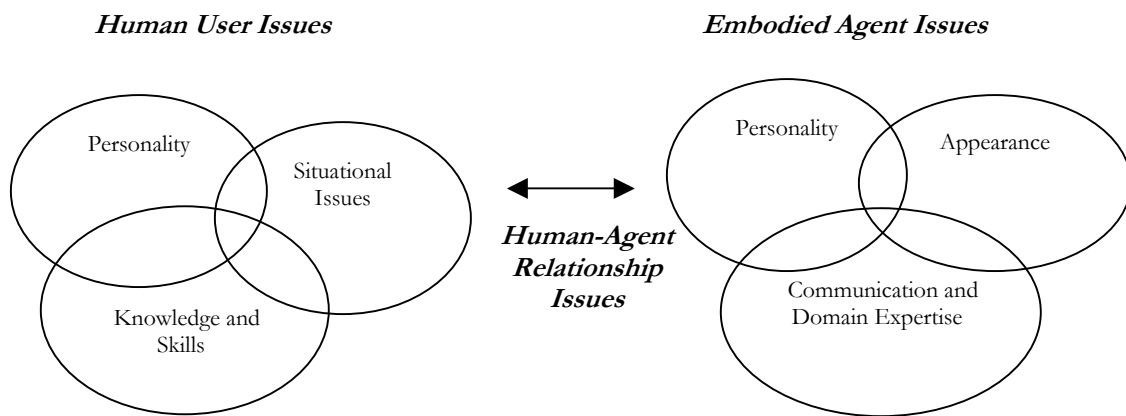 Human User Issues
Embodied Agent Issues
Personality
Situational
Issues
Knowledge and
Skills
Human-Agent
Relationship
Issues
Personality
Appearance
Communication and
Domain Expertise